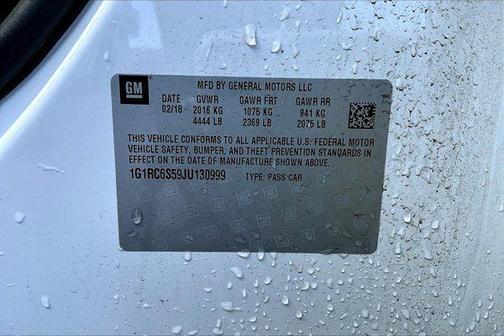 GM
MFD BY GENERAL MOTORS LLC
DATE GVWR GAWR FRT GAWR RR
02/18 2016 KG 1075 KG 941 KG
4444 LB 2369 LB 2075 LB
THIS VEHICLE CONFORMS TO ALL APPLICABLE U.S. FEDERAL MOTOR
VEHICLE SAFETY, BUMPER, AND THEFT PREVENTION STANDARDS IN
EFFECT ON THE DATE OF MANUFACTURE SHOWN ABOVE.
1G1RC6S59JU130999 TYPE: PASS CAR